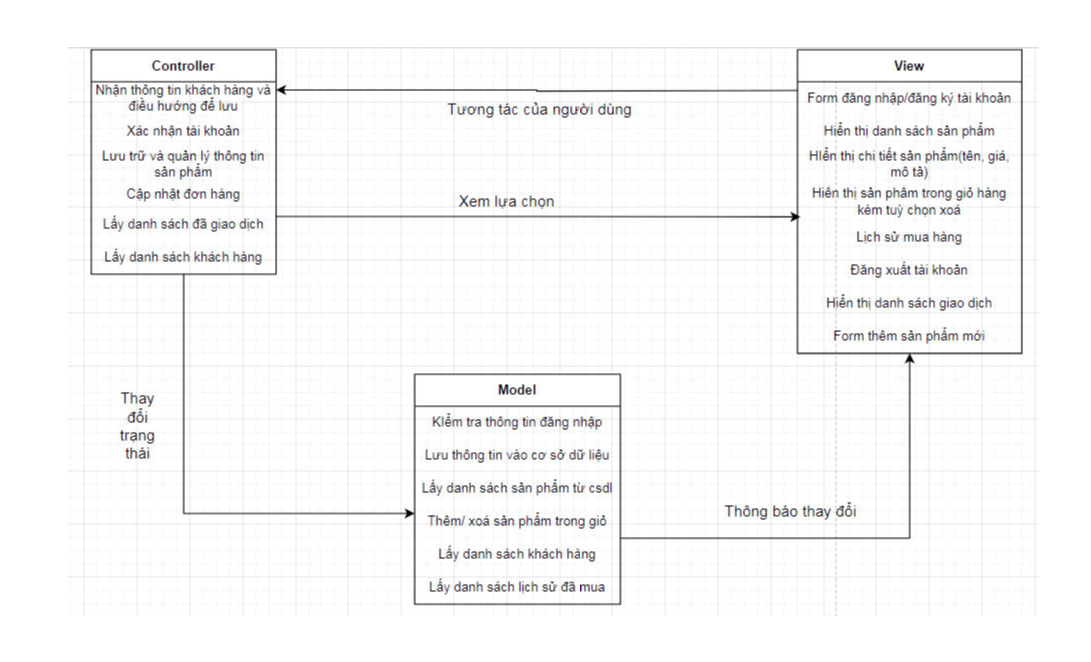 Controller
Nhận thông tin khách hàng và
điều hướng để lưu
Xác nhận tài khoản
Lưu trữ và quản lý thông tin
sản phẩm
Cập nhật đơn hàng
Lấy danh sách đã giao dịch
Lấy danh sách khách hàng
Tương tác của người dùng
Xem lựa chọn
View
Form đăng nhập/đăng ký tài khoản
Hiển thị danh sách sản phẩm
HIển thị chi tiết sản phẩm(tên, giá,
mô tả)
Hiển thị sản phâm trong giỏ hàng
kèm tuỳ chọn xoá
Lịch sử mua hàng
Đăng xuất tài khoản
Hiển thị danh sách giao dịch
Form thêm sản phẩm mới
Thay
đổi
trạng
thái
Model
KIểm tra thông tin đăng nhập
Lưu thông tin vào cơ sở dữ liệu
Lấy danh sách sản phẩm từ csdl
Thêm/ xoá sản phẩm trong giỏ
Lấy danh sách khách hàng
Lấy danh sách lịch sử đã mua
Thông báo thay đổi